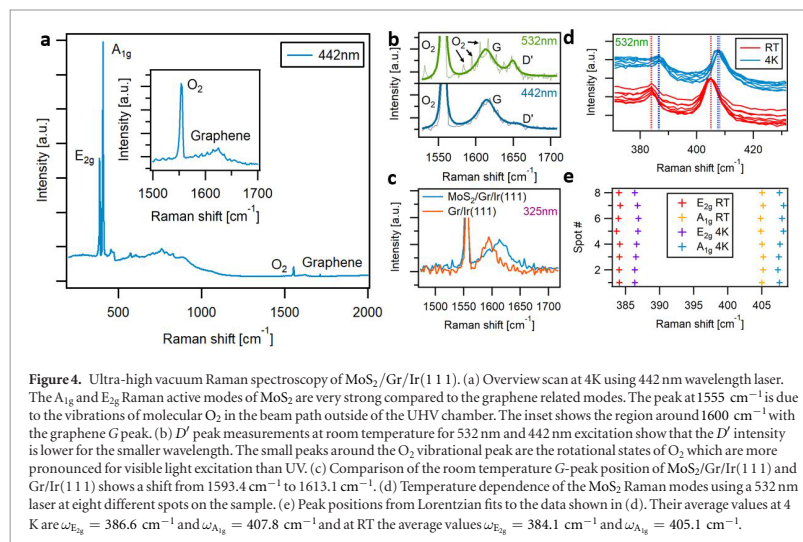 a
A1g
442nm
E2g
O2
Graphene
1500
1600
1700
Raman shift [cm-1]
O2
Graphene
Intensity [a.u.]
500
1000
1500
2000
Raman shift [cm-1]
b
O2
O2
G
532nm
D'
442nm
O2
G
D'
Intensity [a.u.]
1550
1600
1650
1700
Raman shift [cm-1]
c
MoS2/Gr/Ir(111)
Gr/Ir(111)
325nm
Intensity [a.u.]
1500
1550
1600
1650
1700
Raman shift [cm-1]
d
532nm
RT
4K
Intensity [a.u.]
380
400
420
Raman shift [cm-1]
e
E2g RT
A1g RT
E2g 4K
A1g 4K
Spot #
8
6
4
2
385
390
395
400
405
Raman shift [cm-1]
Figure 4. Ultra-high vacuum Raman spectroscopy of MoS2/Gr/Ir(1 1 1). (a) Overview scan at 4K using 442 nm wavelength laser.
The A1g and E2g Raman active modes of MoS2 are very strong compared to the graphene related modes. The peak at 1555 cm−1 is due
to the vibrations of molecular O2 in the beam path outside of the UHV chamber. The inset shows the region around 1600 cm−1 with
the graphene G peak. (b) D′ peak measurements at room temperature for 532 nm and 442 nm excitation show that the D′ intensity
is lower for the smaller wavelength. The small peaks around the O2 vibrational peak are the rotational states of O2 which are more
pronounced for visible light excitation than UV. (c) Comparison of the room temperature G-peak position of MoS2/Gr/Ir(111) and
Gr/Ir(1 1 1) shows a shift from 1593.4 cm−1 to 1613.1 cm−1. (d) Temperature dependence of the MoS2 Raman modes using a 532 nm
laser at eight different spots on the sample. (e) Peak positions from Lorentzian fits to the data shown in (d). Their average values at 4
K are ωE2g = 386.6 cm−1 and ωA1g = 407.8 cm−1 and at RT the average values ωE2g = 384.1 cm−1 and ωA1g = 405.1 cm−1.